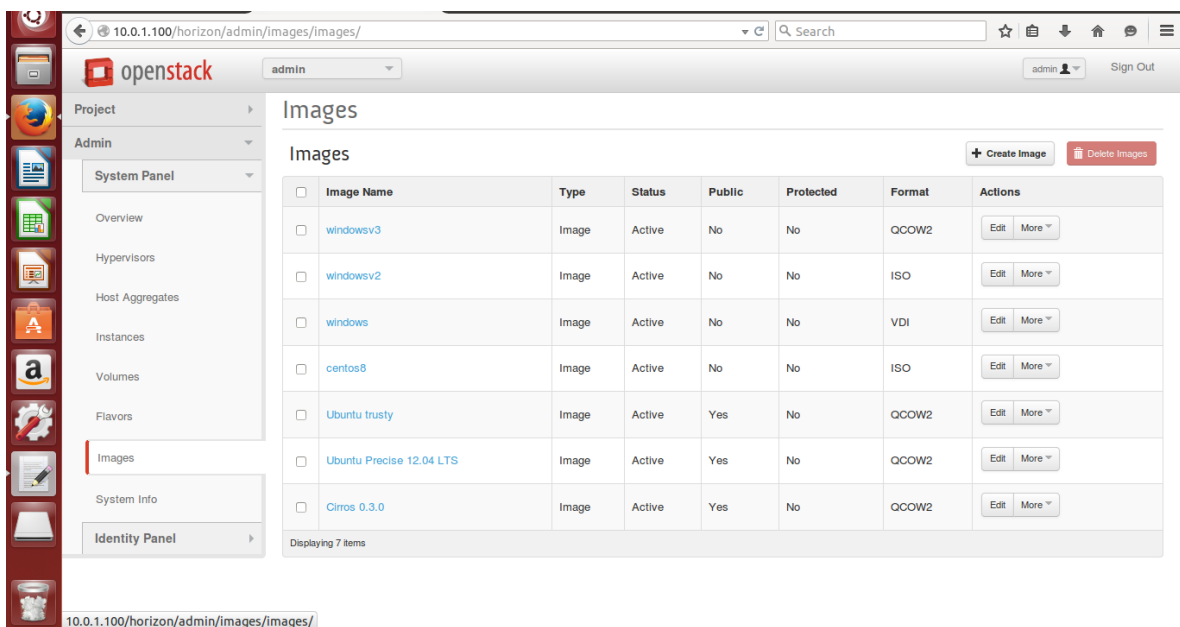 10.0.1.100/horizon/admin/images/images/ Search
openstack admin admin Sign Out
Project
Admin
System Panel
Overview
Hypervisors
Host Aggregates
Instances
Volumes
Flavors
Images
System Info
Identity Panel
Images
Images + Create Image Delete Images
Image Name Type Status Public Protected Format Actions
windowsv3 Image Active No No QCOW2 Edit More
windowsv2 Image Active No No ISO Edit More
windows Image Active No No VDI Edit More
centos8 Image Active No No ISO Edit More
Ubuntu trusty Image Active Yes No QCOW2 Edit More
Ubuntu Precise 12.04 LTS Image Active Yes No QCOW2 Edit More
Cirros 0.3.0 Image Active Yes No QCOW2 Edit More
Displaying 7 items
10.0.1.100/horizon/admin/images/images/